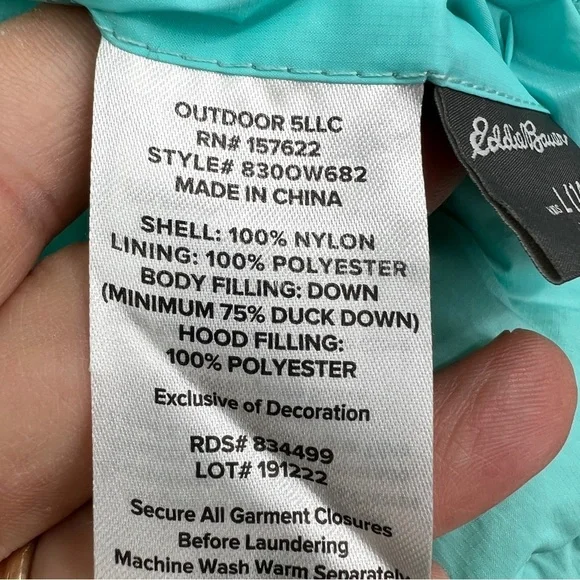 OUTDOOR 5LLC
RN# 157622
STYLE# 830OW682
MADE IN CHINA
SHELL: 100% NYLON
LINING: 100% POLYESTER
BODY FILLING: DOWN
(MINIMUM 75% DUCK DOWN)
HOOD FILLING:
100% POLYESTER
Exclusive of Decoration
RDS# 834499
LOT# 191222
Secure All Garment Closures
Before Laundering
Machine Wash Warm Separately
Eddie Bauer